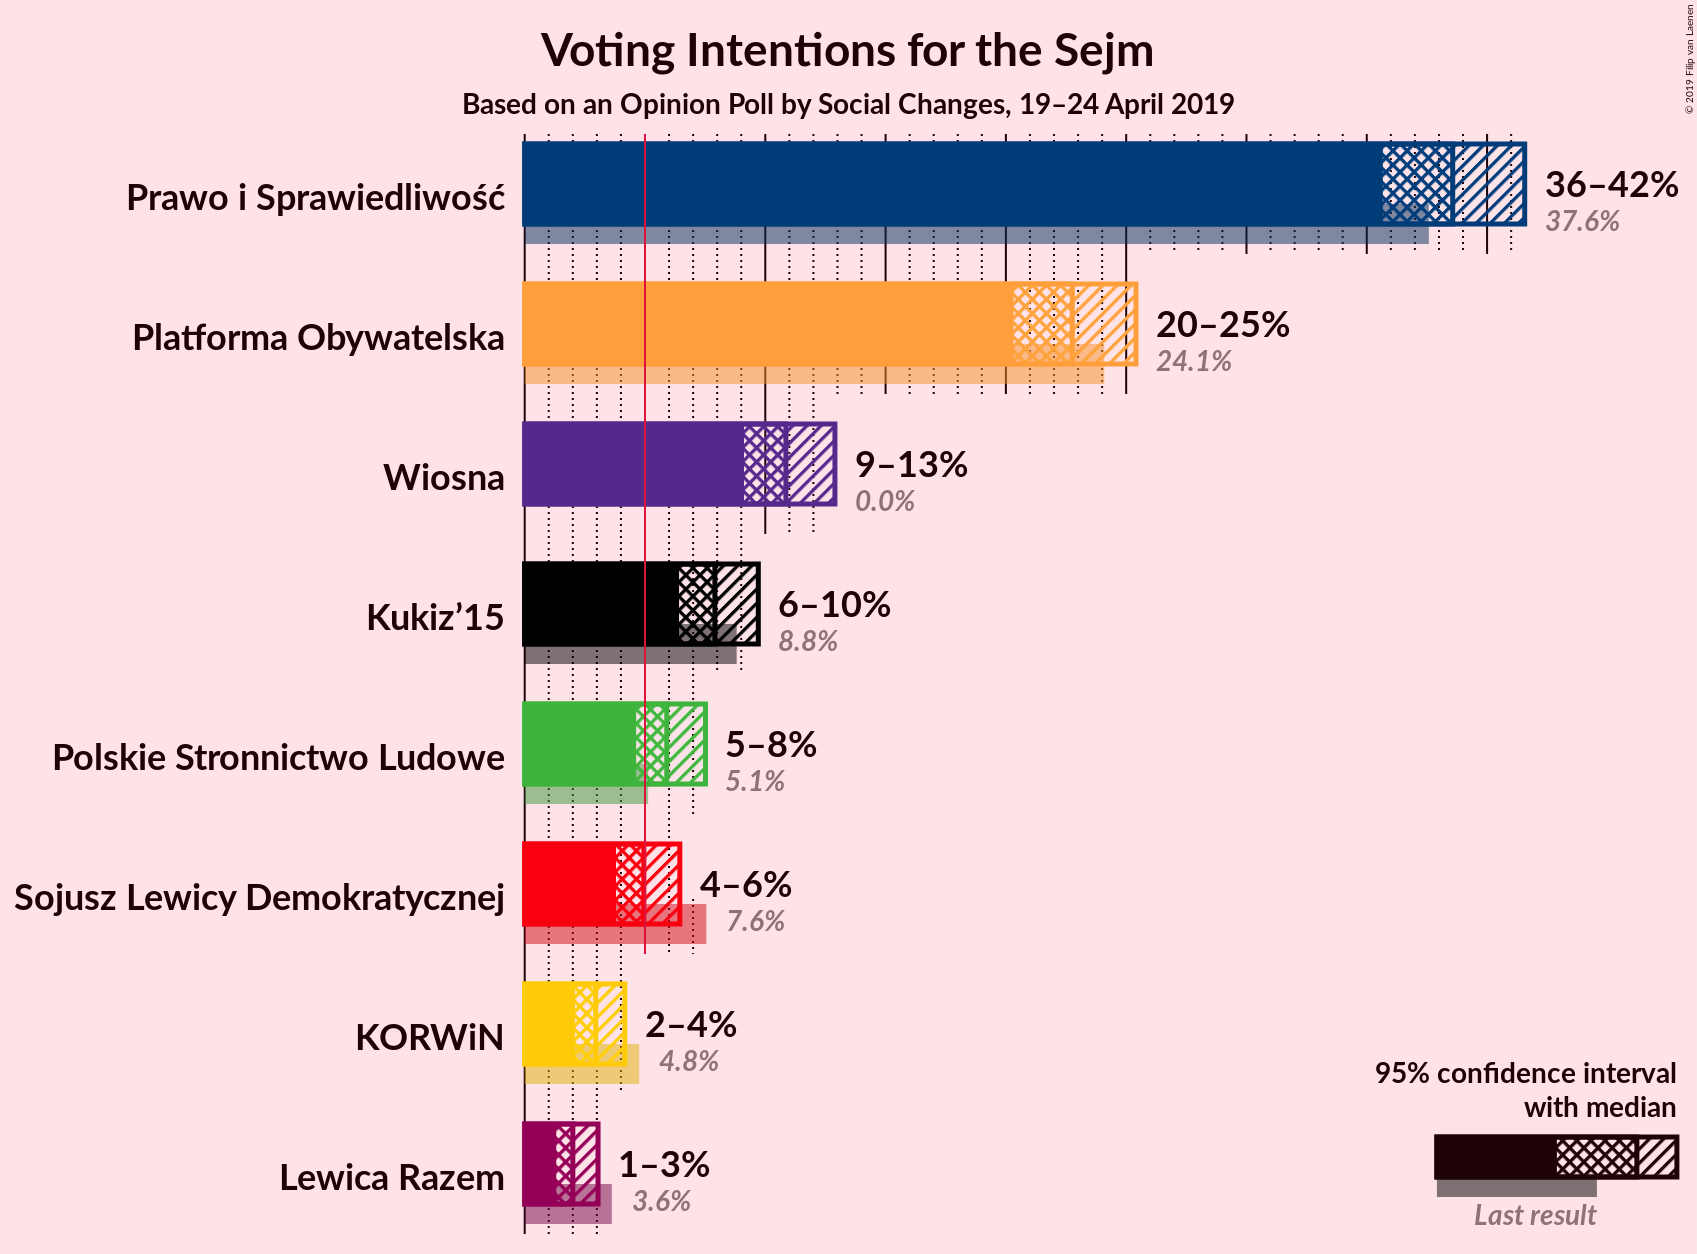 Voting Intentions for the Sejm
Based on an Opinion Poll by Social Changes, 19–24 April 2019
© 2019 Filip van Laenen
Prawo i Sprawiedliwość
36–42%
37.6%
Platforma Obywatelska
20–25%
24.1%
Wiosna
9–13%
0.0%
Kukiz’15
6–10%
8.8%
Polskie Stronnictwo Ludowe
5–8%
5.1%
Sojusz Lewicy Demokratycznej
4–6%
7.6%
KORWiN
2–4%
4.8%
Lewica Razem
1–3%
3.6%
95% confidence interval
with median
Last result